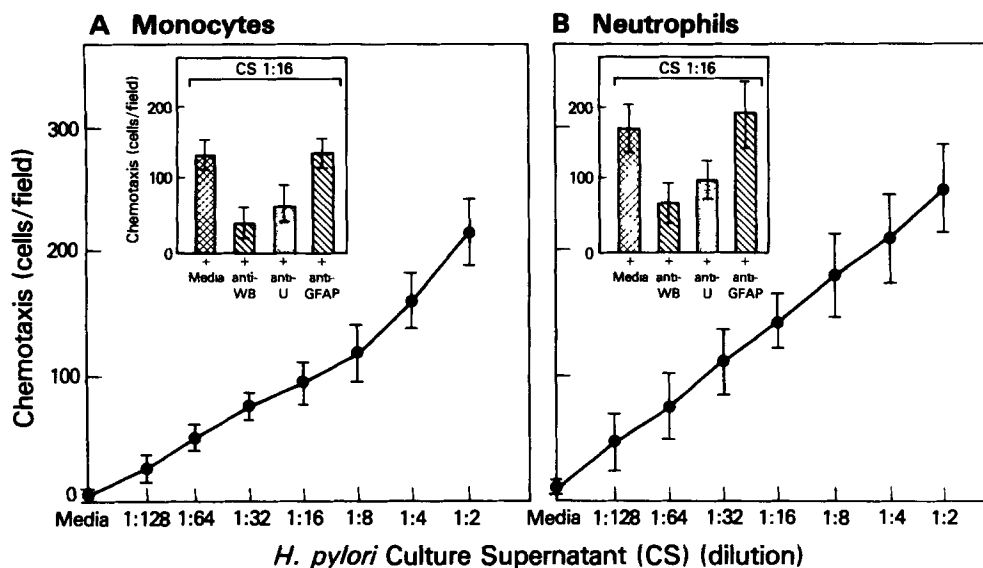 A Monocytes
B Neutrophils
Chemotaxis (cells/field)
300
200
100
0
CS 1:16
Chemotaxis (cells/field)
200
100
0
+ + + +
Media anti- anti- anti-
WB U GFAP
CS 1:16
200
100
0
+ + + +
Media anti- anti- anti-
WB U GFAP
Media 1:128 1:64 1:32 1:16 1:8 1:4 1:2
Media 1:128 1:64 1:32 1:16 1:8 1:4 1:2
H. pylori Culture Supernatant (CS) (dilution)